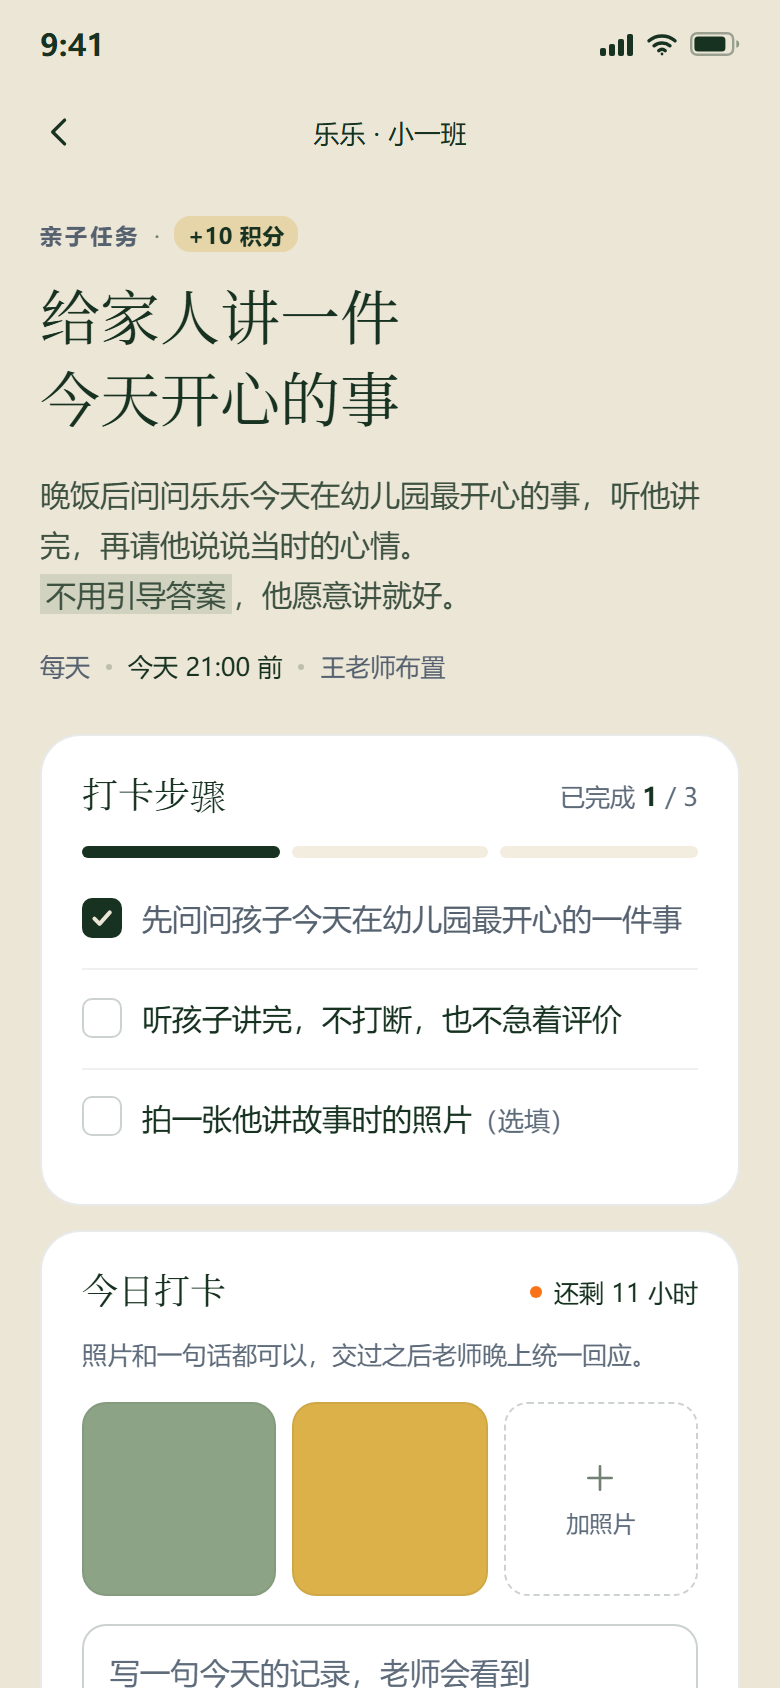 9:41
乐乐 · 小一班
亲子任务 · +10 积分
给家人讲一件
今天开心的事
晚饭后问问乐乐今天在幼儿园最开心的事，听他讲
完，再请他说说当时的心情。
不用引导答案，他愿意讲就好。
每天 • 今天 21:00 前 • 王老师布置
打卡步骤
已完成 1 / 3
先问问孩子今天在幼儿园最开心的一件事
听孩子讲完，不打断，也不急着评价
拍一张他讲故事时的照片（选填）
今日打卡
还剩 11 小时
照片和一句话都可以，交过之后老师晚上统一回应。
加照片
写一句今天的记录，老师会看到